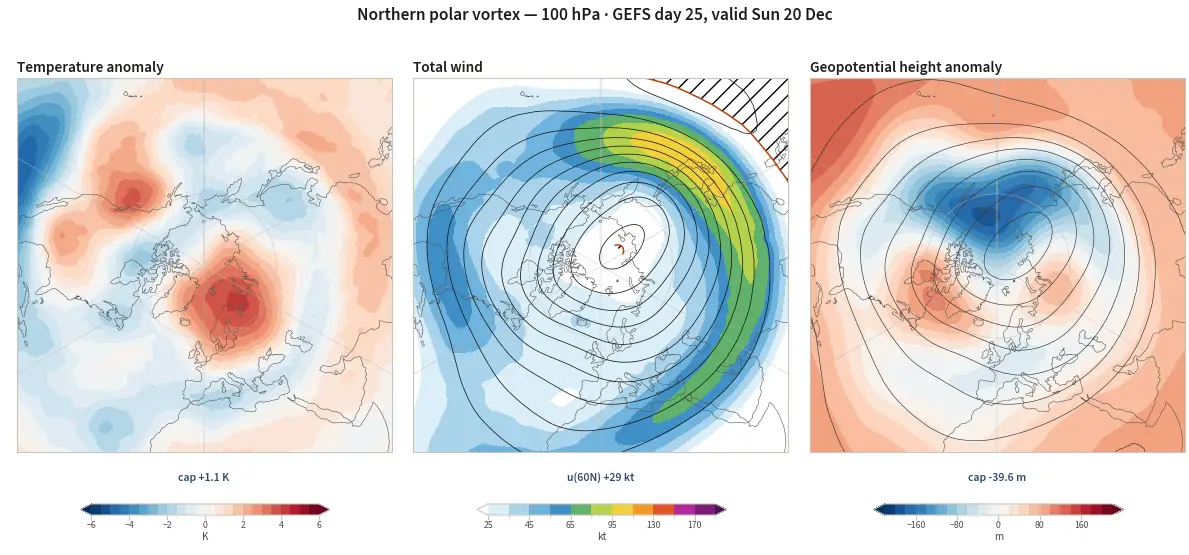 Northern polar vortex — 100 hPa · GEFS day 25, valid Sun 20 Dec
Temperature anomaly
Total wind
Geopotential height anomaly
cap +1.1 K
u(60N) +29 kt
cap -39.6 m
−6 −4 −2 0 2 4 6
K
25 45 65 95 130 170
kt
−160 −80 0 80 160
m